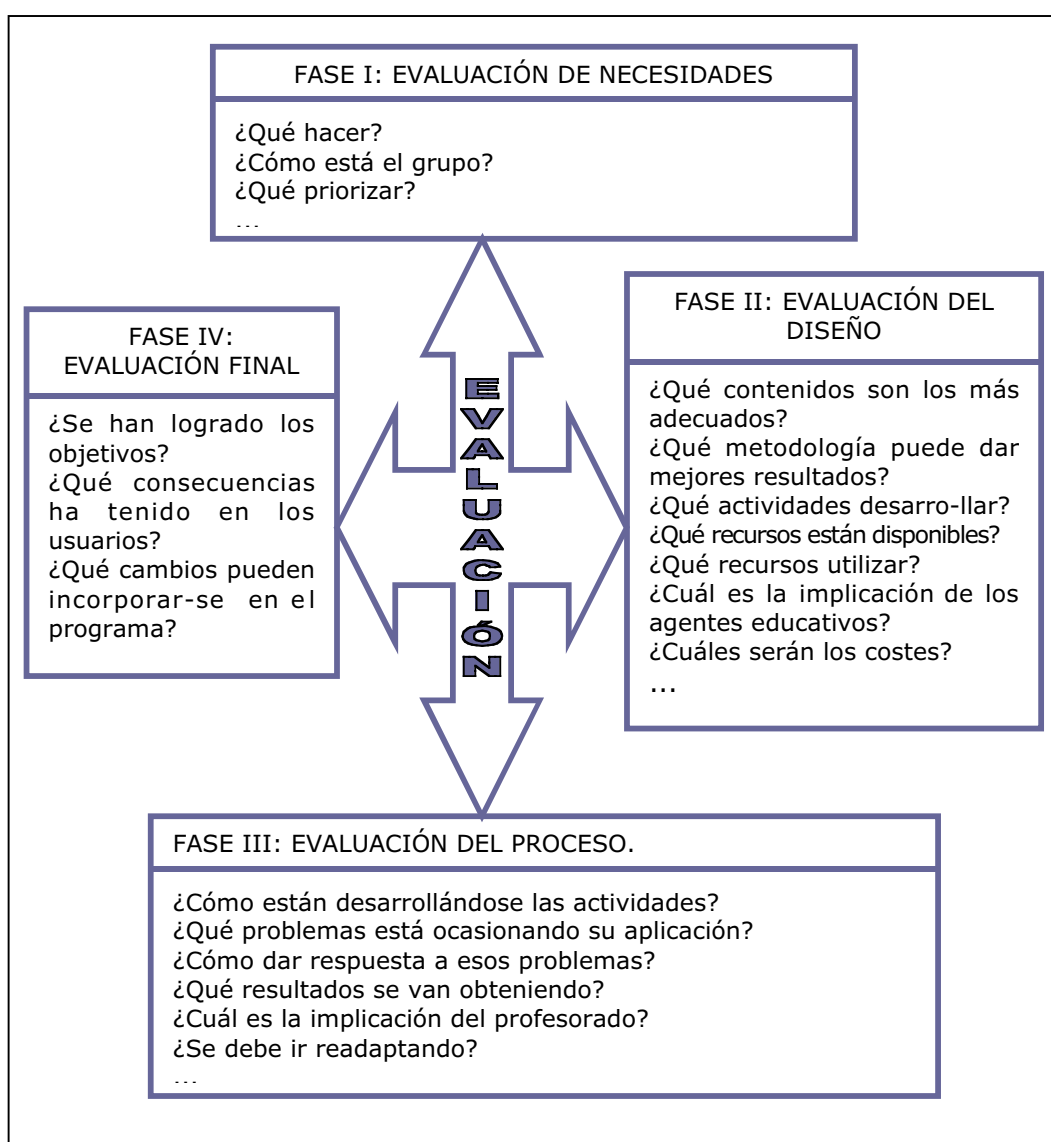 FASE I: EVALUACIÓN DE NECESIDADES
¿Qué hacer?
¿Cómo está el grupo?
¿Qué priorizar?
...
FASE II: EVALUACIÓN DEL
DISEÑO
¿Qué contenidos son los más
adecuados?
¿Qué metodología puede dar
mejores resultados?
¿Qué actividades desarro-llar?
¿Qué recursos están disponibles?
¿Qué recursos utilizar?
¿Cuál es la implicación de los
agentes educativos?
¿Cuáles serán los costes?
...
FASE IV:
EVALUACIÓN FINAL
¿Se han logrado los
objetivos?
¿Qué consecuencias
ha tenido en los
usuarios?
¿Qué cambios pueden
incorporar-se en el
programa?
EVALUACIÓN
FASE III: EVALUACIÓN DEL PROCESO.
¿Cómo están desarrollándose las actividades?
¿Qué problemas está ocasionando su aplicación?
¿Cómo dar respuesta a esos problemas?
¿Qué resultados se van obteniendo?
¿Cuál es la implicación del profesorado?
¿Se debe ir readaptando?
...